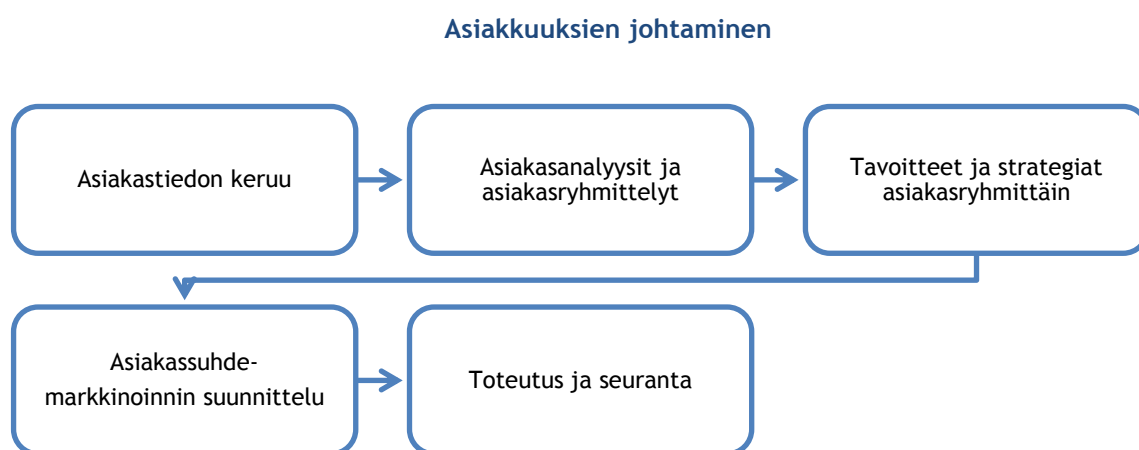 Asiakkuuksien johtaminen
Asiakastiedon keruu
Asiakasanalyysit ja
asiakasryhmittelyt
Tavoitteet ja strategiat
asiakasryhmittäin
Asiakassuhde-
markkinoinnin suunnittelu
Toteutus ja seuranta